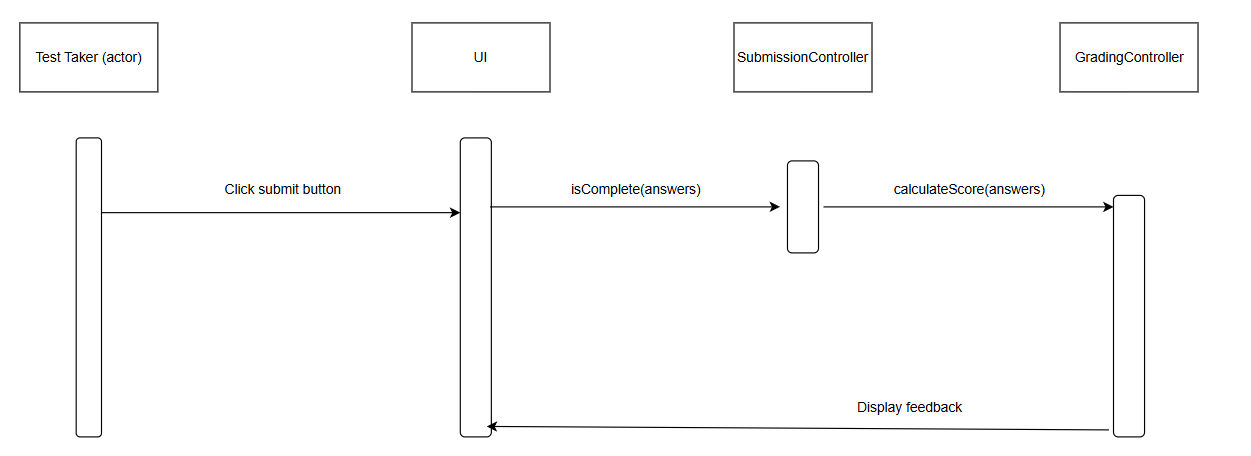 Test Taker (actor)
UI
SubmissionController
GradingController
Click submit button
isComplete(answers)
calculateScore(answers)
Display feedback